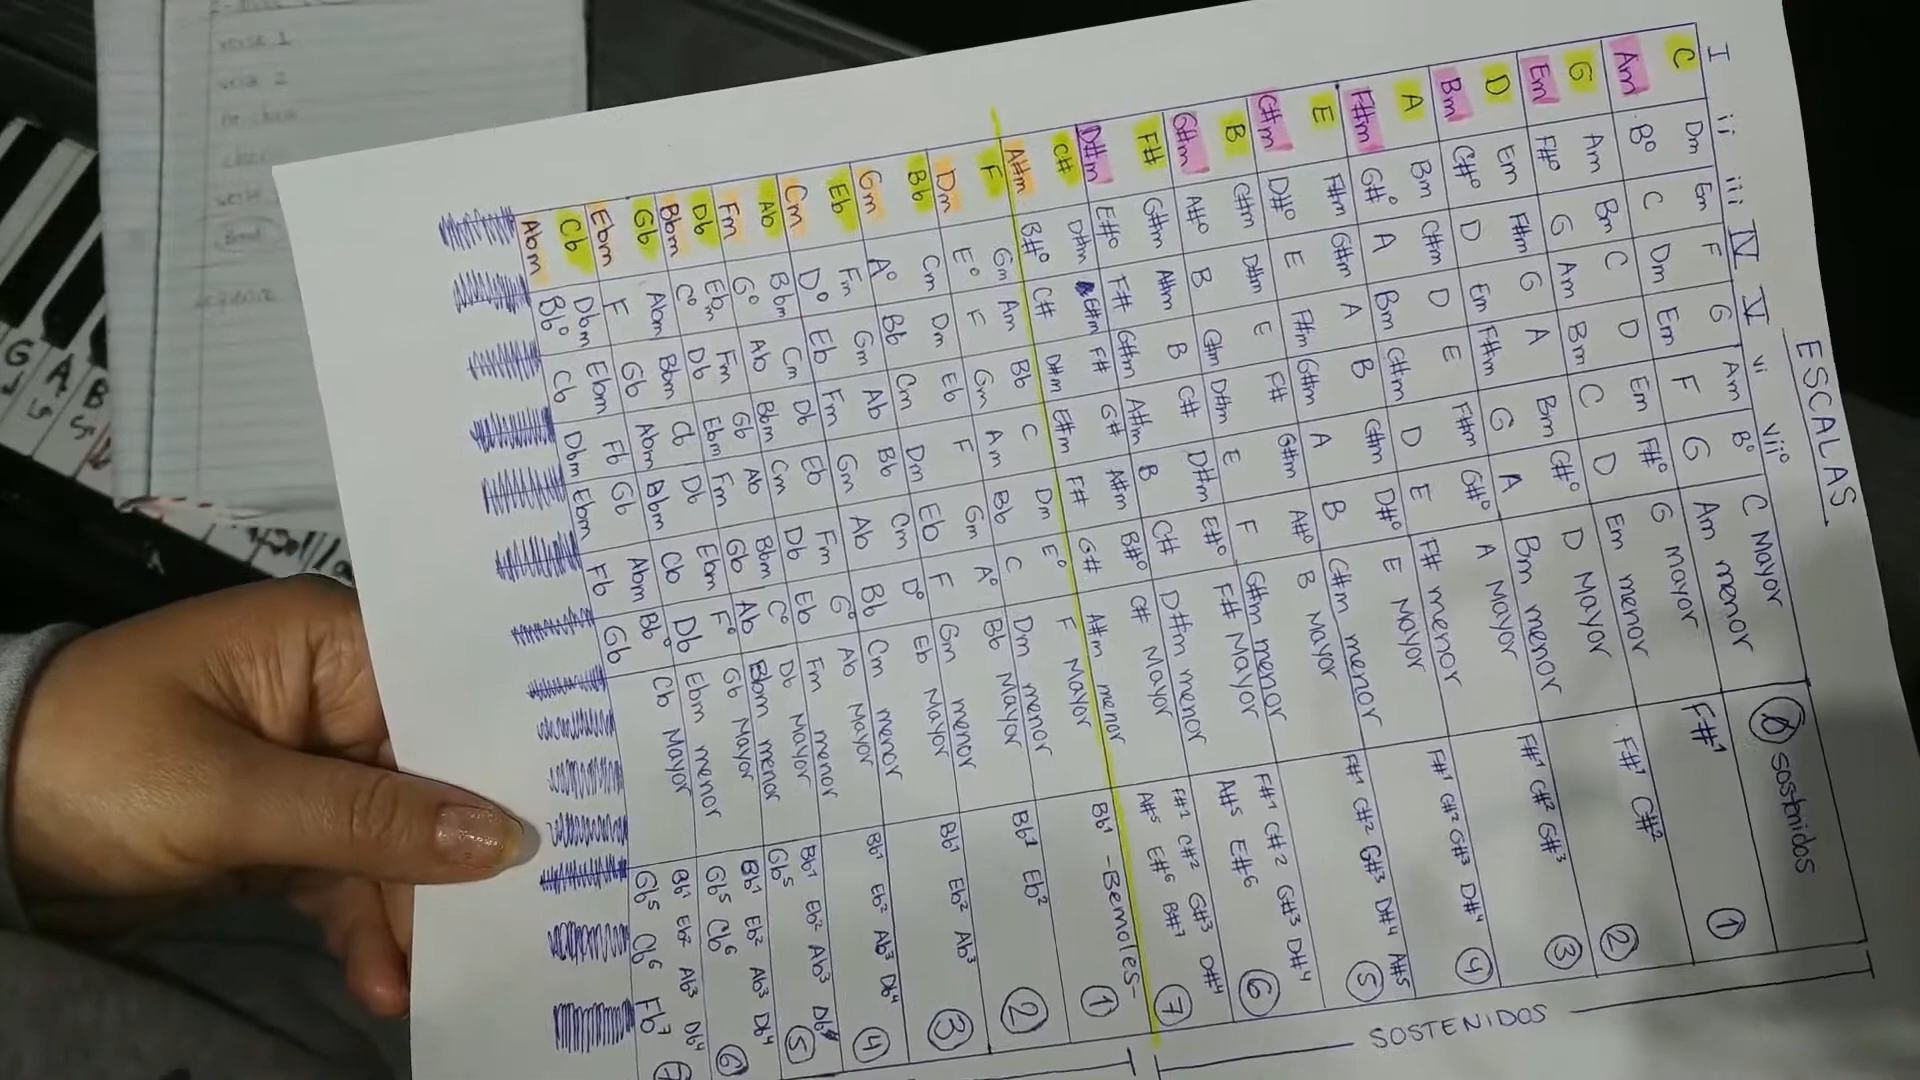 ESCALAS
I ii iii IV V vi vii°
C Dm Em F G Am B° C Mayor 0 sostenidos
Am B° C Dm Em F G Am menor
G Am Bm C D Em F#° G mayor F#¹ 1
Em F#° G Am Bm C D Em menor
D Em F#m G A Bm C#° D Mayor F#¹ C#² 2
Bm C#° D Em F#m G A Bm menor
A Bm C#m D E F#m G#° A Mayor F#¹ C#² G#³ 3
F#m G#° A Bm C#m D E F# menor
E F#m G#m A B C#m D#° E Mayor F#¹ C#² G#³ D#⁴ 4
C#m D#° E F#m G#m A B C#m menor
B C#m D#m E F# G#m A#° B Mayor F#¹ C#² G#³ D#⁴ A#⁵ 5
G#m A#° B C#m D#m E F G#m menor
F# G#m A#m B C# D#m E#° F# Mayor F#¹ C#² G#³ D#⁴ A#⁵ E#⁶ 6
D#m E#° F# G#m A#m B C# D#m menor
C# D#m E#m F# G# A#m B#° C# Mayor F#¹ C#² G#³ D#⁴ A#⁵ E#⁶ B#⁷ 7
A#m B#° C# D#m E#m F# G# A#m menor
SOSTENIDOS
F Gm Am Bb C Dm E° F Mayor Bb¹ -Bemoles- 1
Dm E° F Gm Am Bb C Dm menor
Bb Cm Dm Eb F Gm A° Bb Mayor Bb¹ Eb² 2
Gm A° Bb Cm Dm Eb F Gm menor
Eb Fm Gm Ab Bb Cm D° Eb Mayor Bb¹ Eb² Ab³ 3
Cm D° Eb Fm Gm Ab Bb Cm menor
Ab Bbm Cm Db Eb Fm G° Ab Mayor Bb¹ Eb² Ab³ Db⁴ 4
Fm G° Ab Bbm Cm Db Eb Fm menor
Db Ebm Fm Gb Ab Bbm C° Db Mayor Bb¹ Eb² Ab³ Db⁴ Gb⁵ 5
Bbm C° Db Ebm Fm Gb Ab Bbm menor
Gb Abm Bbm Cb Db Ebm F° Gb Mayor Bb¹ Eb² Ab³ Db⁴ Gb⁵ Cb⁶ 6
Ebm F Gb Abm Bbm Cb Db Ebm menor
Cb Dbm Ebm Fb Gb Abm Bb° Cb Mayor Bb¹ Eb² Ab³ Db⁴ Gb⁵ Cb⁶ Fb⁷ 7
Abm Bb° Cb Dbm Ebm Fb Gb
verse 1
verse 2
G A B